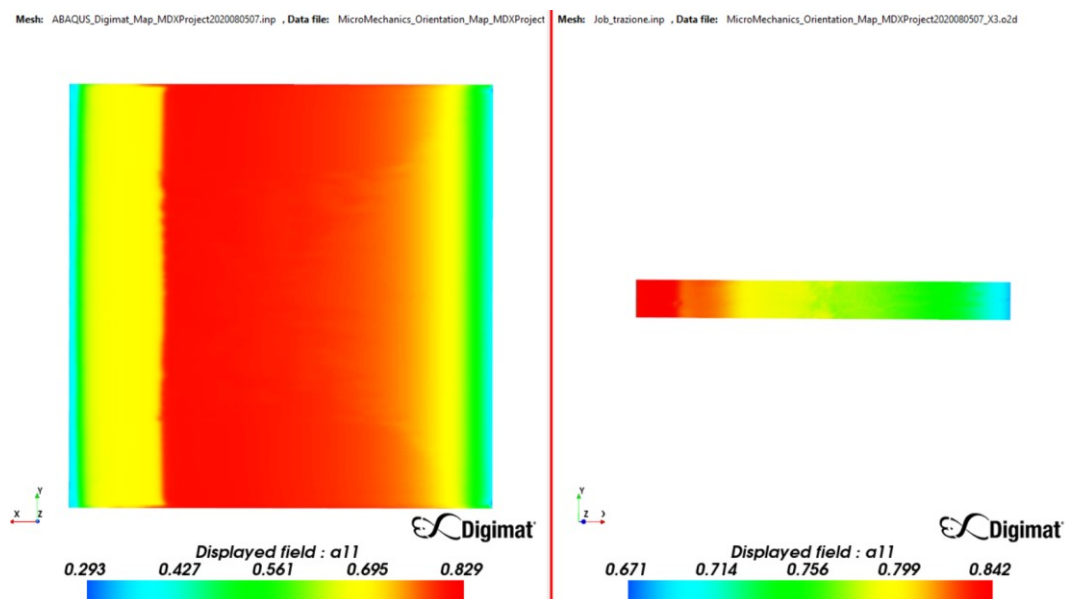 Mesh: ABAQUS_Digimat_Map_MDXProject2020080507.inp , Data file: MicroMechanics_Orientation_Map_MDXProject
Y
X Z
Digimat
Displayed field : a11
0.293 0.427 0.561 0.695 0.829
Mesh: Job_trazione.inp , Data file: MicroMechanics_Orientation_Map_MDXProject2020080507_X3.o2d
Y
Z
Digimat
Displayed field : a11
0.671 0.714 0.756 0.799 0.842